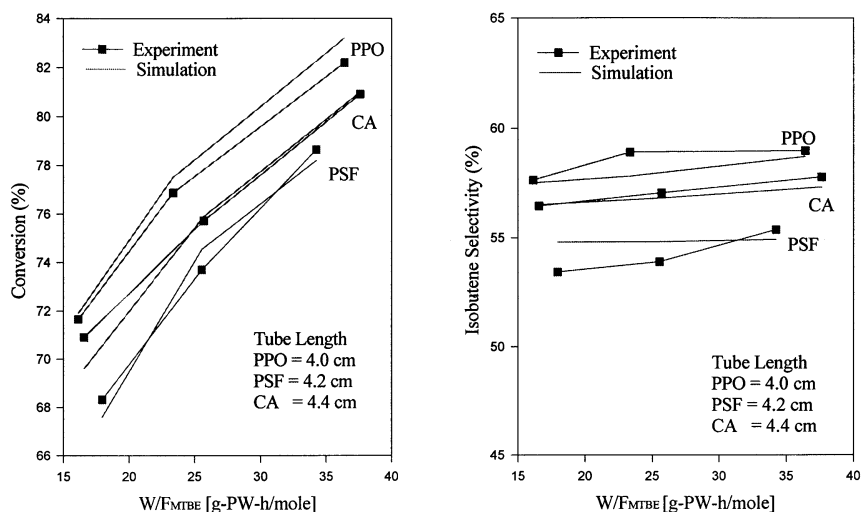 84
82
80
78
76
74
72
70
68
66
Conversion (%)
Experiment
Simulation
PPO
CA
PSF
Tube Length
PPO = 4.0 cm
PSF = 4.2 cm
CA = 4.4 cm
15 20 25 30 35 40
W/FMTBE [g-PW-h/mole]
65
60
55
50
45
Isobutene Selectivity (%)
Experiment
Simulation
PPO
CA
PSF
Tube Length
PPO = 4.0 cm
PSF = 4.2 cm
CA = 4.4 cm
15 20 25 30 35 40
W/FMTBE [g-PW-h/mole]